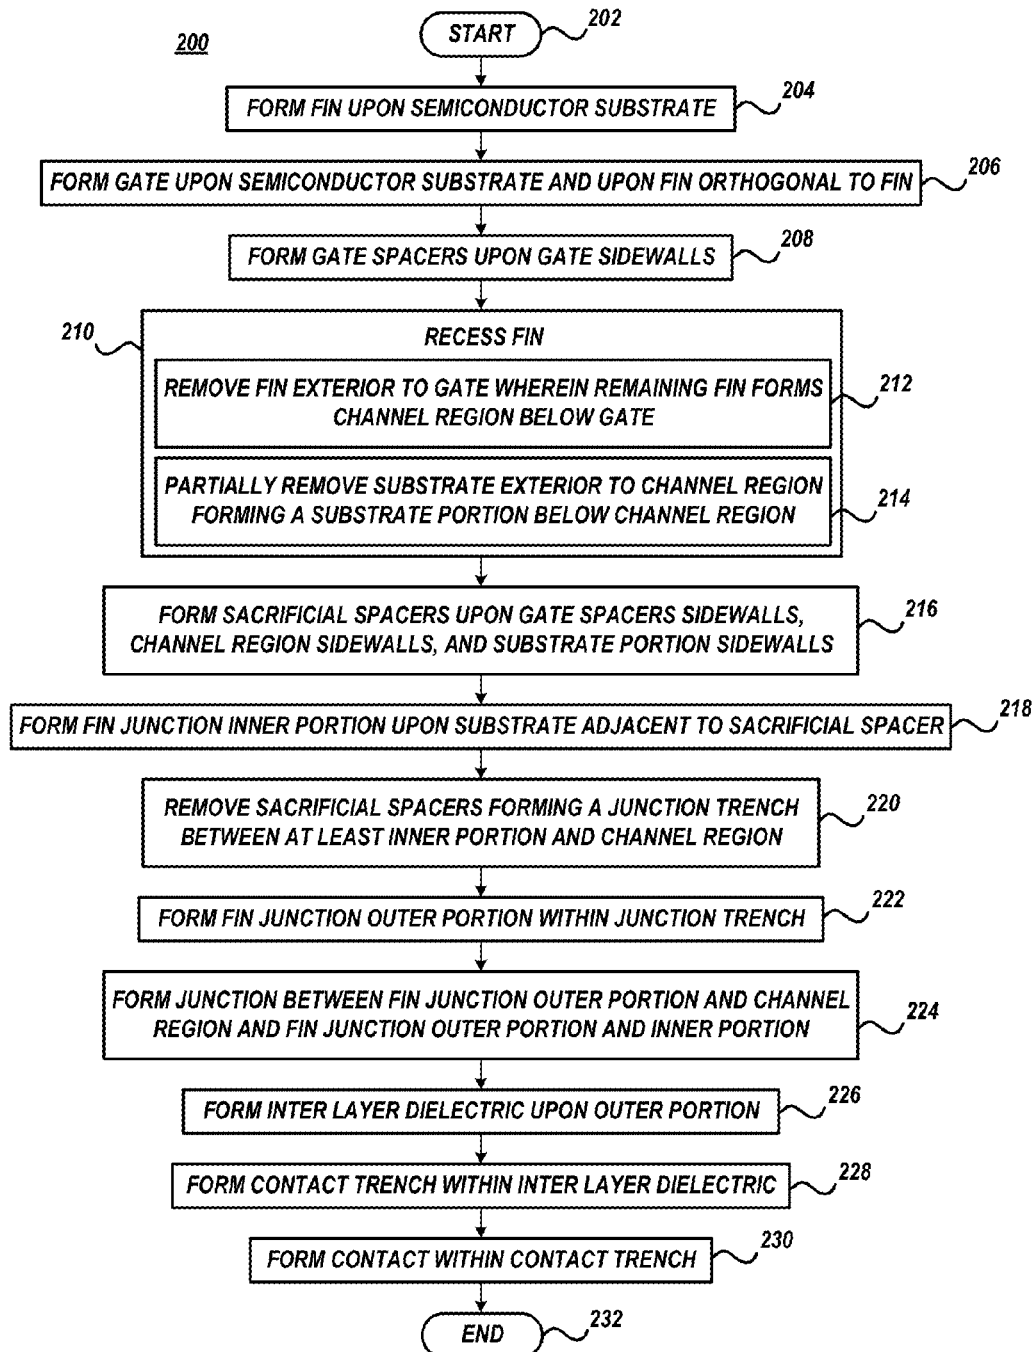 200
START
202
FORM FIN UPON SEMICONDUCTOR SUBSTRATE
204
FORM GATE UPON SEMICONDUCTOR SUBSTRATE AND UPON FIN ORTHOGONAL TO FIN
206
FORM GATE SPACERS UPON GATE SIDEWALLS
208
210
RECESS FIN
REMOVE FIN EXTERIOR TO GATE WHEREIN REMAINING FIN FORMS
CHANNEL REGION BELOW GATE
212
PARTIALLY REMOVE SUBSTRATE EXTERIOR TO CHANNEL REGION
FORMING A SUBSTRATE PORTION BELOW CHANNEL REGION
214
FORM SACRIFICIAL SPACERS UPON GATE SPACERS SIDEWALLS,
CHANNEL REGION SIDEWALLS, AND SUBSTRATE PORTION SIDEWALLS
216
FORM FIN JUNCTION INNER PORTION UPON SUBSTRATE ADJACENT TO SACRIFICIAL SPACER
218
REMOVE SACRIFICIAL SPACERS FORMING A JUNCTION TRENCH
BETWEEN AT LEAST INNER PORTION AND CHANNEL REGION
220
FORM FIN JUNCTION OUTER PORTION WITHIN JUNCTION TRENCH
222
FORM JUNCTION BETWEEN FIN JUNCTION OUTER PORTION AND CHANNEL
REGION AND FIN JUNCTION OUTER PORTION AND INNER PORTION
224
FORM INTER LAYER DIELECTRIC UPON OUTER PORTION
226
FORM CONTACT TRENCH WITHIN INTER LAYER DIELECTRIC
228
FORM CONTACT WITHIN CONTACT TRENCH
230
END
232